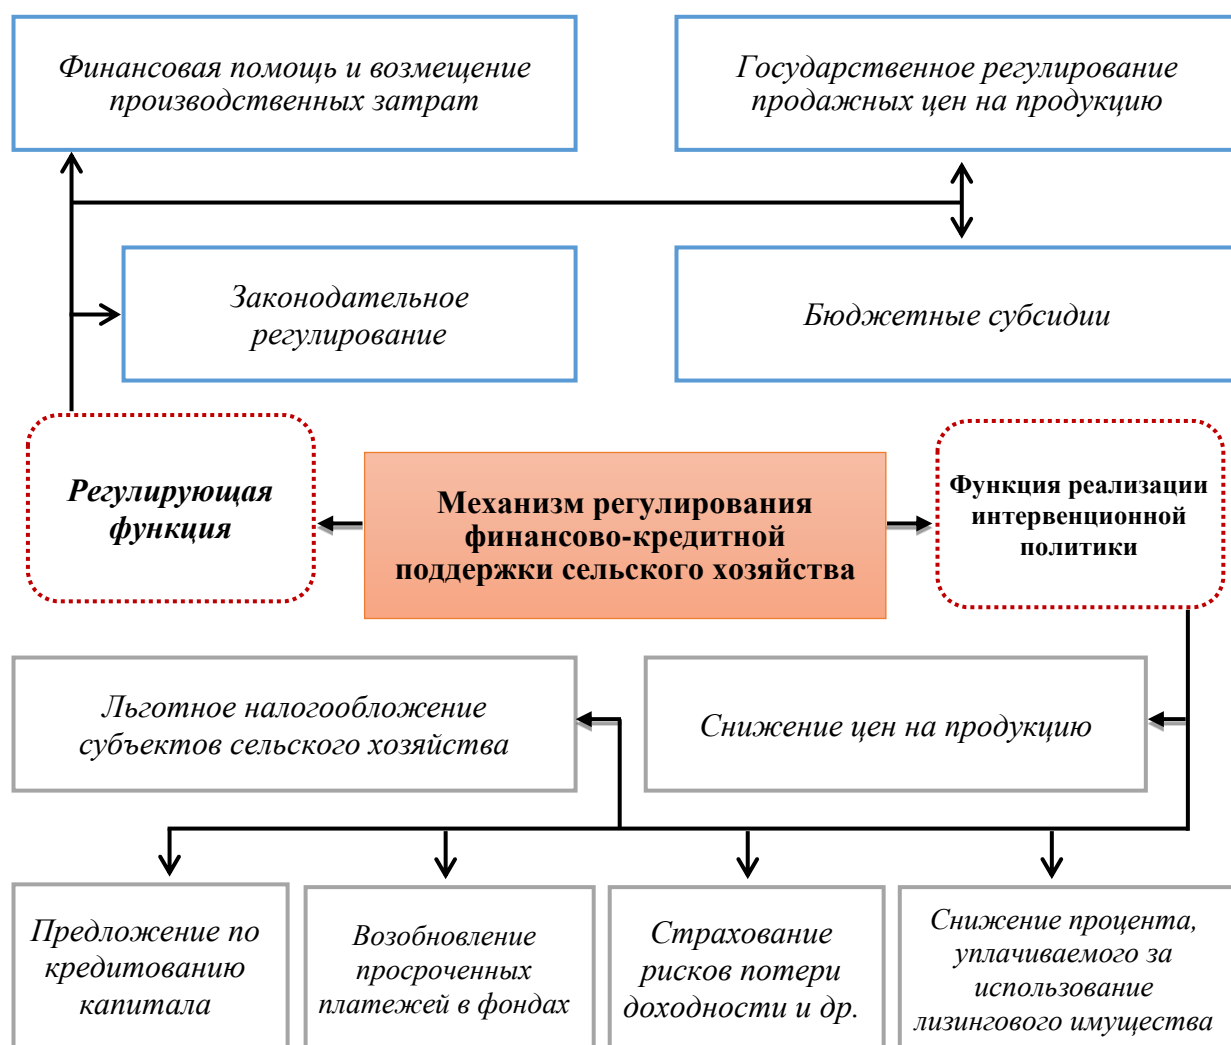 Финансовая помощь и возмещение
производственных затрат
Государственное регулирование
продажных цен на продукцию
Законодательное
регулирование
Бюджетные субсидии
Регулирующая
функция
Механизм регулирования
финансово-кредитной
поддержки сельского хозяйства
Функция реализации
интервенционной
политики
Льготное налогообложение
субъектов сельского хозяйства
Снижение цен на продукцию
Предложение по
кредитованию
капитала
Возобновление
просроченных
платежей в фондах
Страхование
рисков потери
доходности и др.
Снижение процента,
уплачиваемого за
использование
лизингового имущества